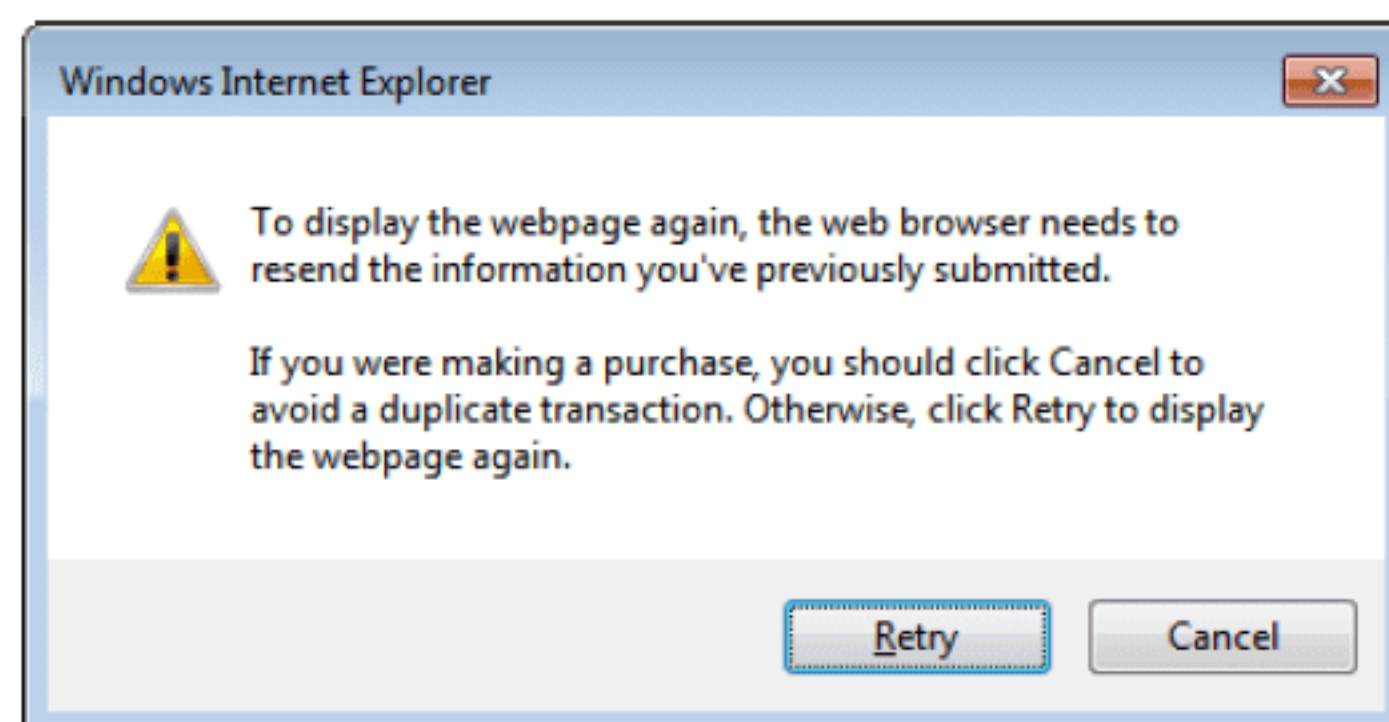 Windows Internet Explorer
To display the webpage again, the web browser needs to
resend the information you've previously submitted.
If you were making a purchase, you should click Cancel to
avoid a duplicate transaction. Otherwise, click Retry to display
the webpage again.
Retry
Cancel